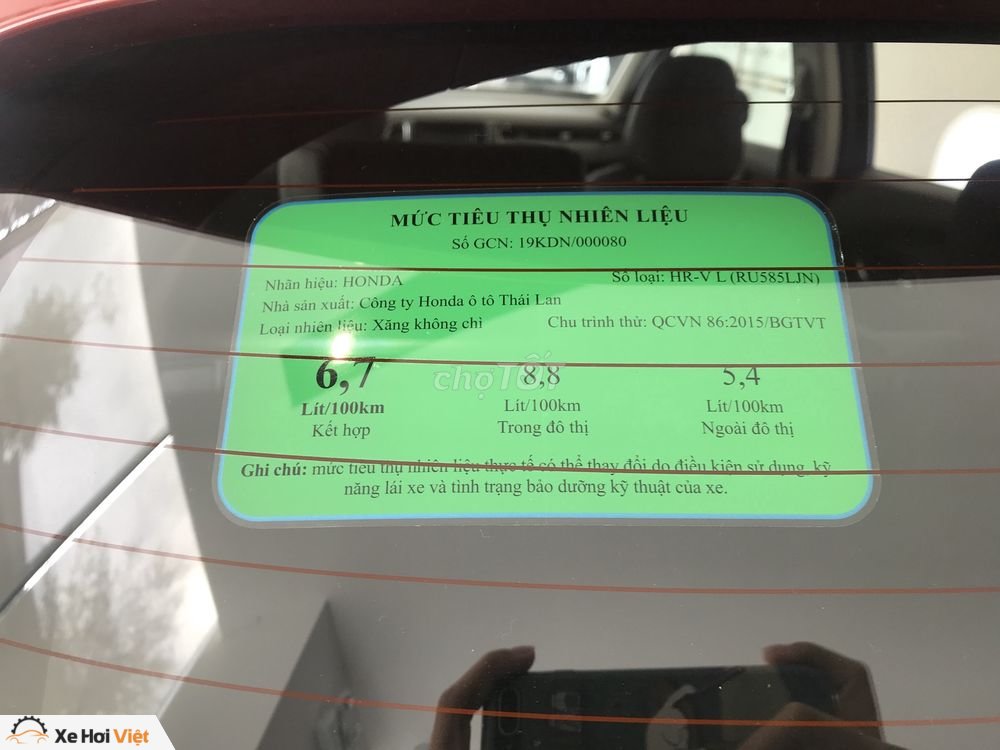 MỨC TIÊU THỤ NHIÊN LIỆU
Số GCN: 19KDN/000080
Nhãn hiệu: HONDA Số loại: HR-V L (RU585LJN)
Nhà sản xuất: Công ty Honda ô tô Thái Lan
Loại nhiên liệu: Xăng không chì Chu trình thử: QCVN 86:2015/BGTVT
6,7 8,8 5,4
Lít/100km Lít/100km Lít/100km
Kết hợp Trong đô thị Ngoài đô thị
chợTỐT
Ghi chú: mức tiêu thụ nhiên liệu thực tế có thể thay đổi do điều kiện sử dụng, kỹ
năng lái xe và tình trạng bảo dưỡng kỹ thuật của xe.
Xe Hơi Việt